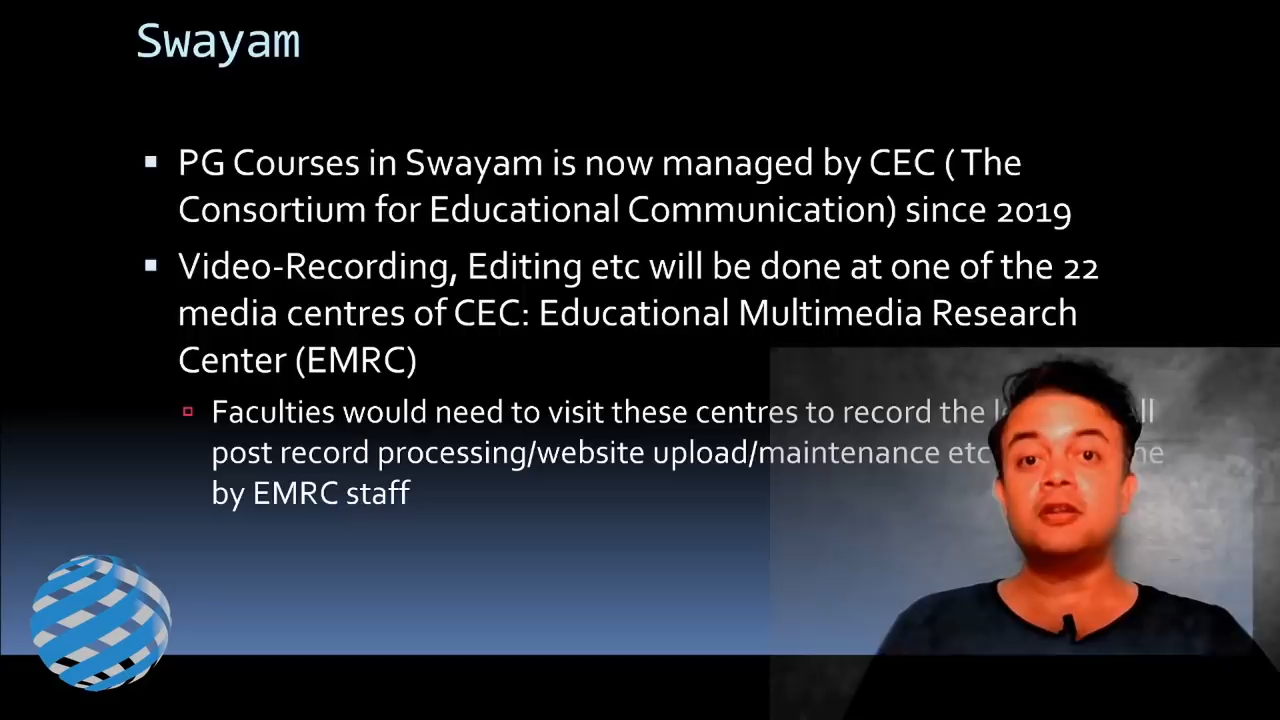 Swayam
PG Courses in Swayam is now managed by CEC ( The
Consortium for Educational Communication) since 2019
Video-Recording, Editing etc will be done at one of the 22
media centres of CEC: Educational Multimedia Research
Center (EMRC)
Faculties would need to visit these centres to record the
post record processing/website upload/maintenance etc
by EMRC staff